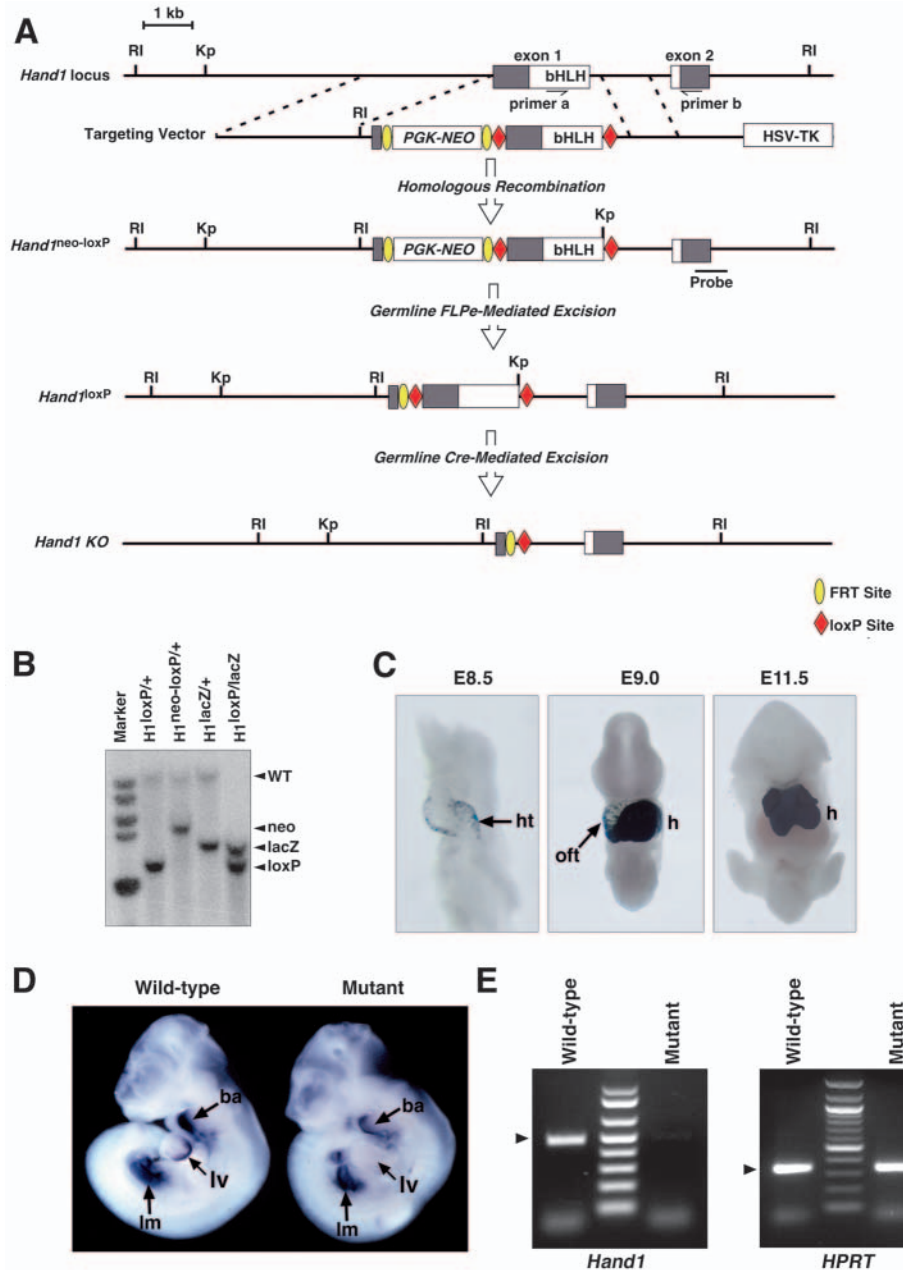 A
1 kb
RI
Kp
exon 1
exon 2
RI
Hand1 locus
bHLH
primer a
primer b
RI
Targeting Vector
PGK-NEO
bHLH
HSV-TK
Homologous Recombination
RI
Kp
RI
Kp
RI
Hand1neo-loxP
PGK-NEO
bHLH
Probe
Germline FLPe-Mediated Excision
RI
Kp
RI
Kp
RI
Hand1loxP
Germline Cre-Mediated Excision
RI
Kp
RI
RI
Hand1 KO
FRT Site
loxP Site
B
Marker
H1loxP/+
H1neo-loxP/+
H1lacZ/+
H1loxP/lacZ
WT
neo
lacZ
loxP
C
E8.5
E9.0
E11.5
ht
oft
h
h
D
Wild-type
Mutant
ba
lv
lm
ba
lv
lm
E
Wild-type
Mutant
Wild-type
Mutant
Hand1
HPRT